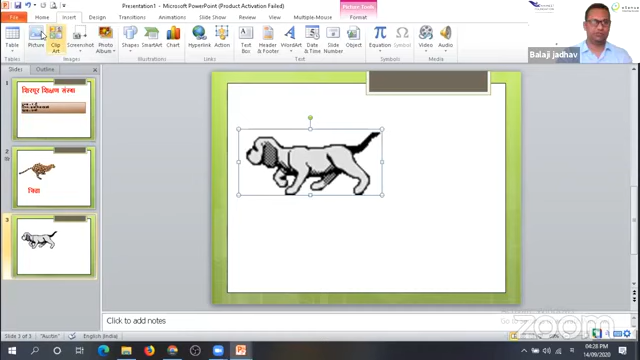 Presentation1 - Microsoft PowerPoint (Product Activation Failed)
Picture Tools
File Home Insert Design Transitions Animations Slide Show Review View Multiple-Mouse Format
Table Picture Clip Art Screenshot Photo Album Shapes SmartArt Chart Hyperlink Action Text Box Header & Footer WordArt Date & Time Slide Number Object Equation Symbol Video Audio
Tables Images Illustrations Links Text Symbols Media
Balaji Jadhav
Slides Outline
1
शिरपूर शिक्षण संस्था
2
चित्ता
3
Click to add notes
Slide 3 of 3 "Austin" English (India)
zoom
04:28 PM
14/09/2020